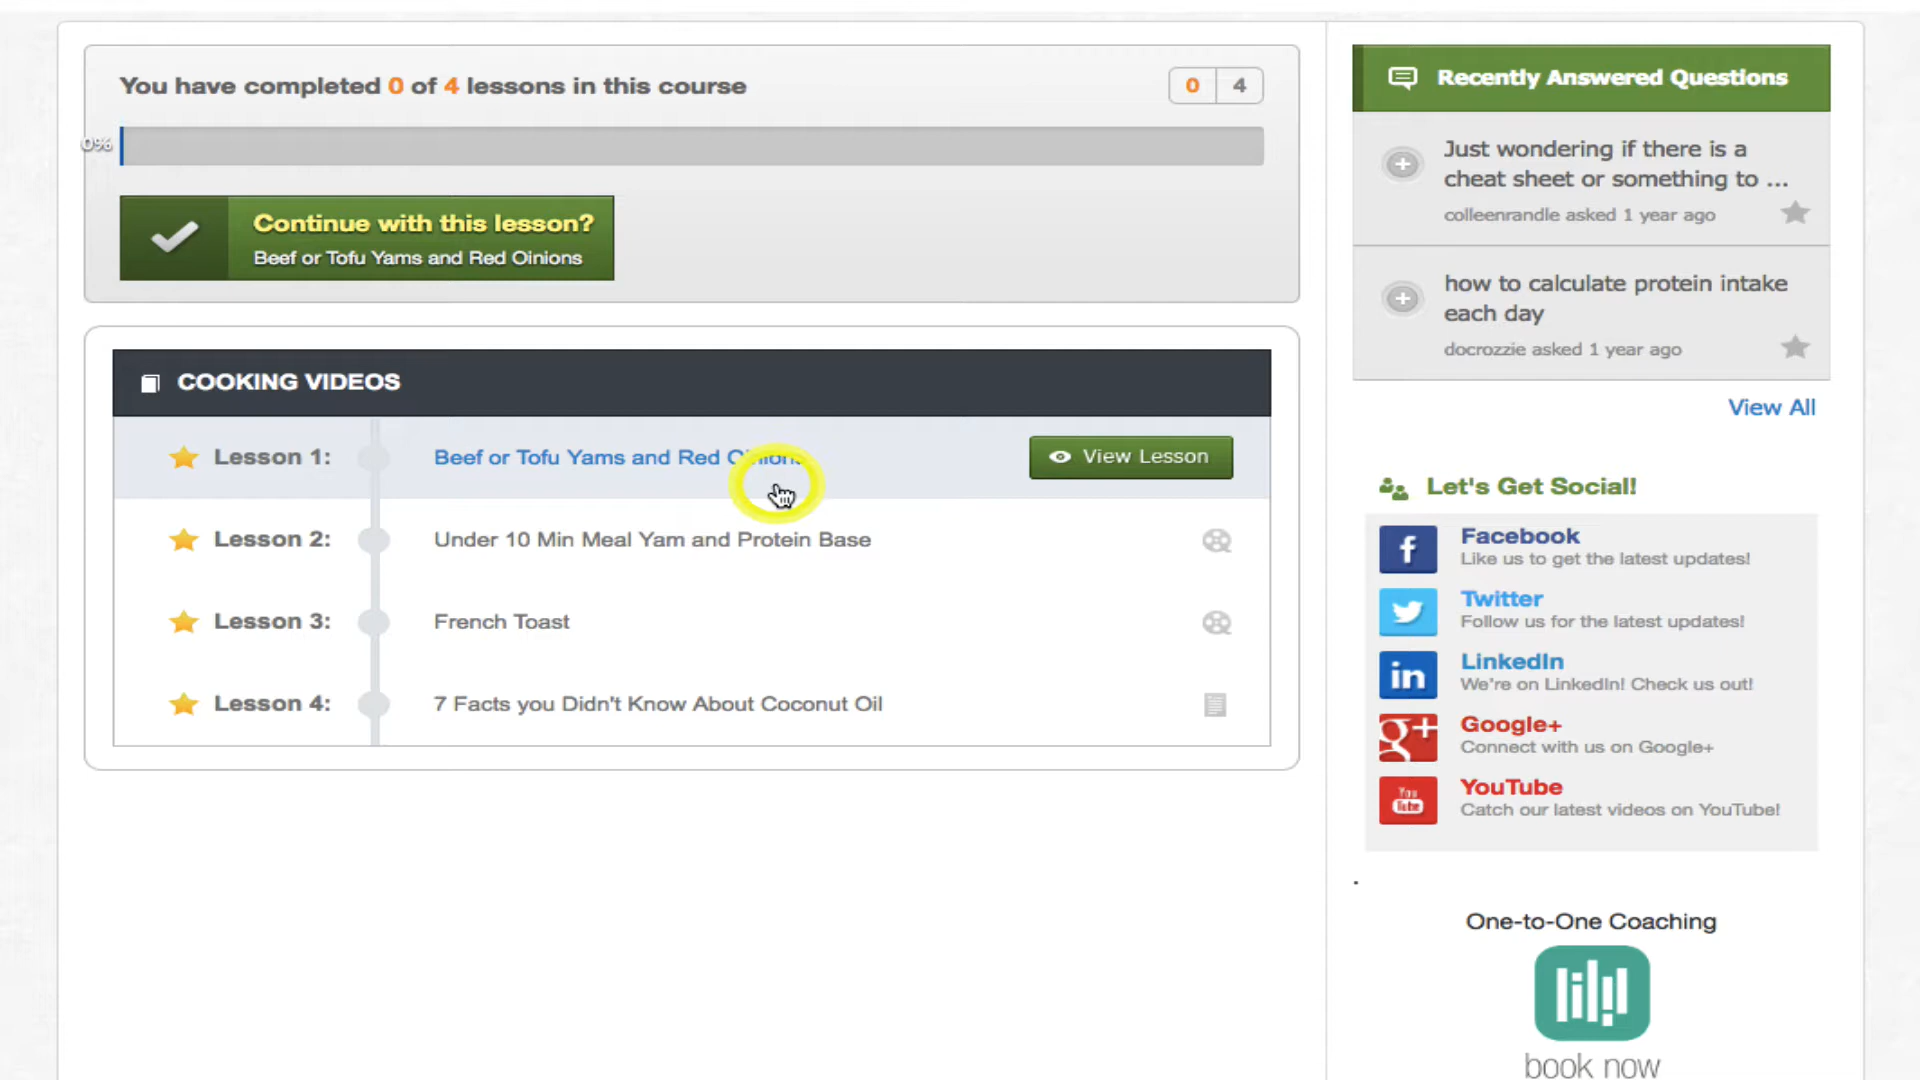 You have completed 0 of 4 lessons in this course
0 4
0%
Continue with this lesson?
Beef or Tofu Yams and Red Oinions
COOKING VIDEOS
Lesson 1: Beef or Tofu Yams and Red Oinions View Lesson
Lesson 2: Under 10 Min Meal Yam and Protein Base
Lesson 3: French Toast
Lesson 4: 7 Facts you Didn't Know About Coconut Oil
Recently Answered Questions
Just wondering if there is a
cheat sheet or something to ...
colleenrandle asked 1 year ago
how to calculate protein intake
each day
docrozzie asked 1 year ago
View All
Let's Get Social!
f
Facebook
Like us to get the latest updates!
Twitter
Follow us for the latest updates!
in
LinkedIn
We're on LinkedIn! Check us out!
g+
Google+
Connect with us on Google+
You
Tube
YouTube
Catch our latest videos on YouTube!
.
One-to-One Coaching
book now